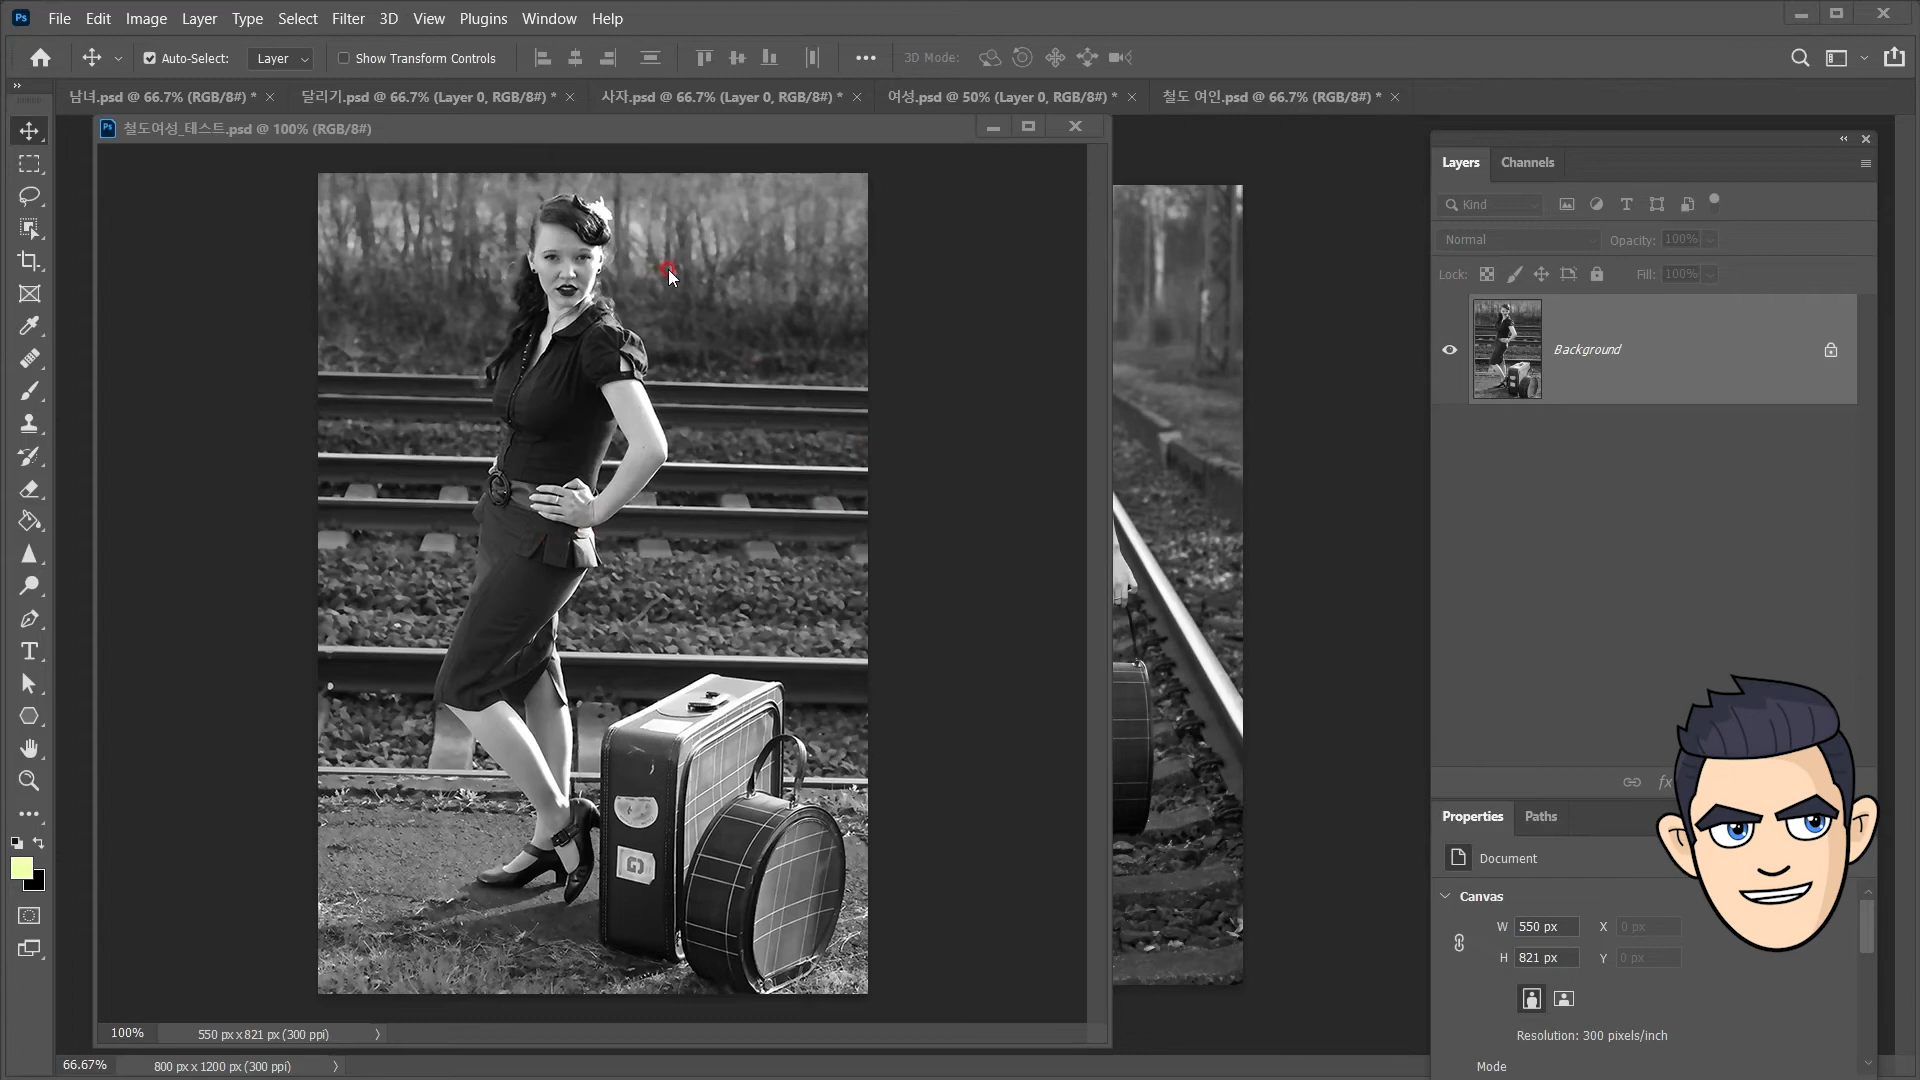 Ps File Edit Image Layer Type Select Filter 3D View Plugins Window Help
Auto-Select: Layer Show Transform Controls 3D Mode:
남녀.psd @ 66.7% (RGB/8#) * 달리기.psd @ 66.7% (Layer 0, RGB/8#) * 사자.psd @ 66.7% (Layer 0, RGB/8#) * 여성.psd @ 50% (Layer 0, RGB/8#) * 철도 여인.psd @ 66.7% (RGB/8#) *
Ps 철도여성_테스트.psd @ 100% (RGB/8#)
Layers Channels
Kind
Normal Opacity: 100%
Lock: Fill: 100%
Background
fx
Properties Paths
Document
Canvas
W 550 px X 0 px
H 821 px Y 0 px
Resolution: 300 pixels/inch
Mode
100% 550 px x 821 px (300 ppi)
66.67% 800 px x 1200 px (300 ppi)